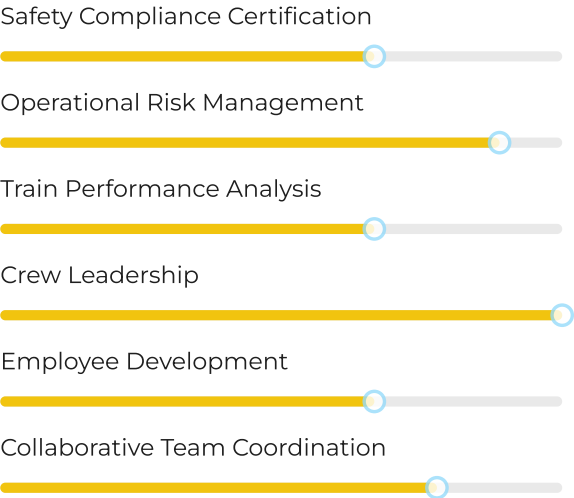 Safety Compliance Certification
Operational Risk Management
Train Performance Analysis
Crew Leadership
Employee Development
Collaborative Team Coordination